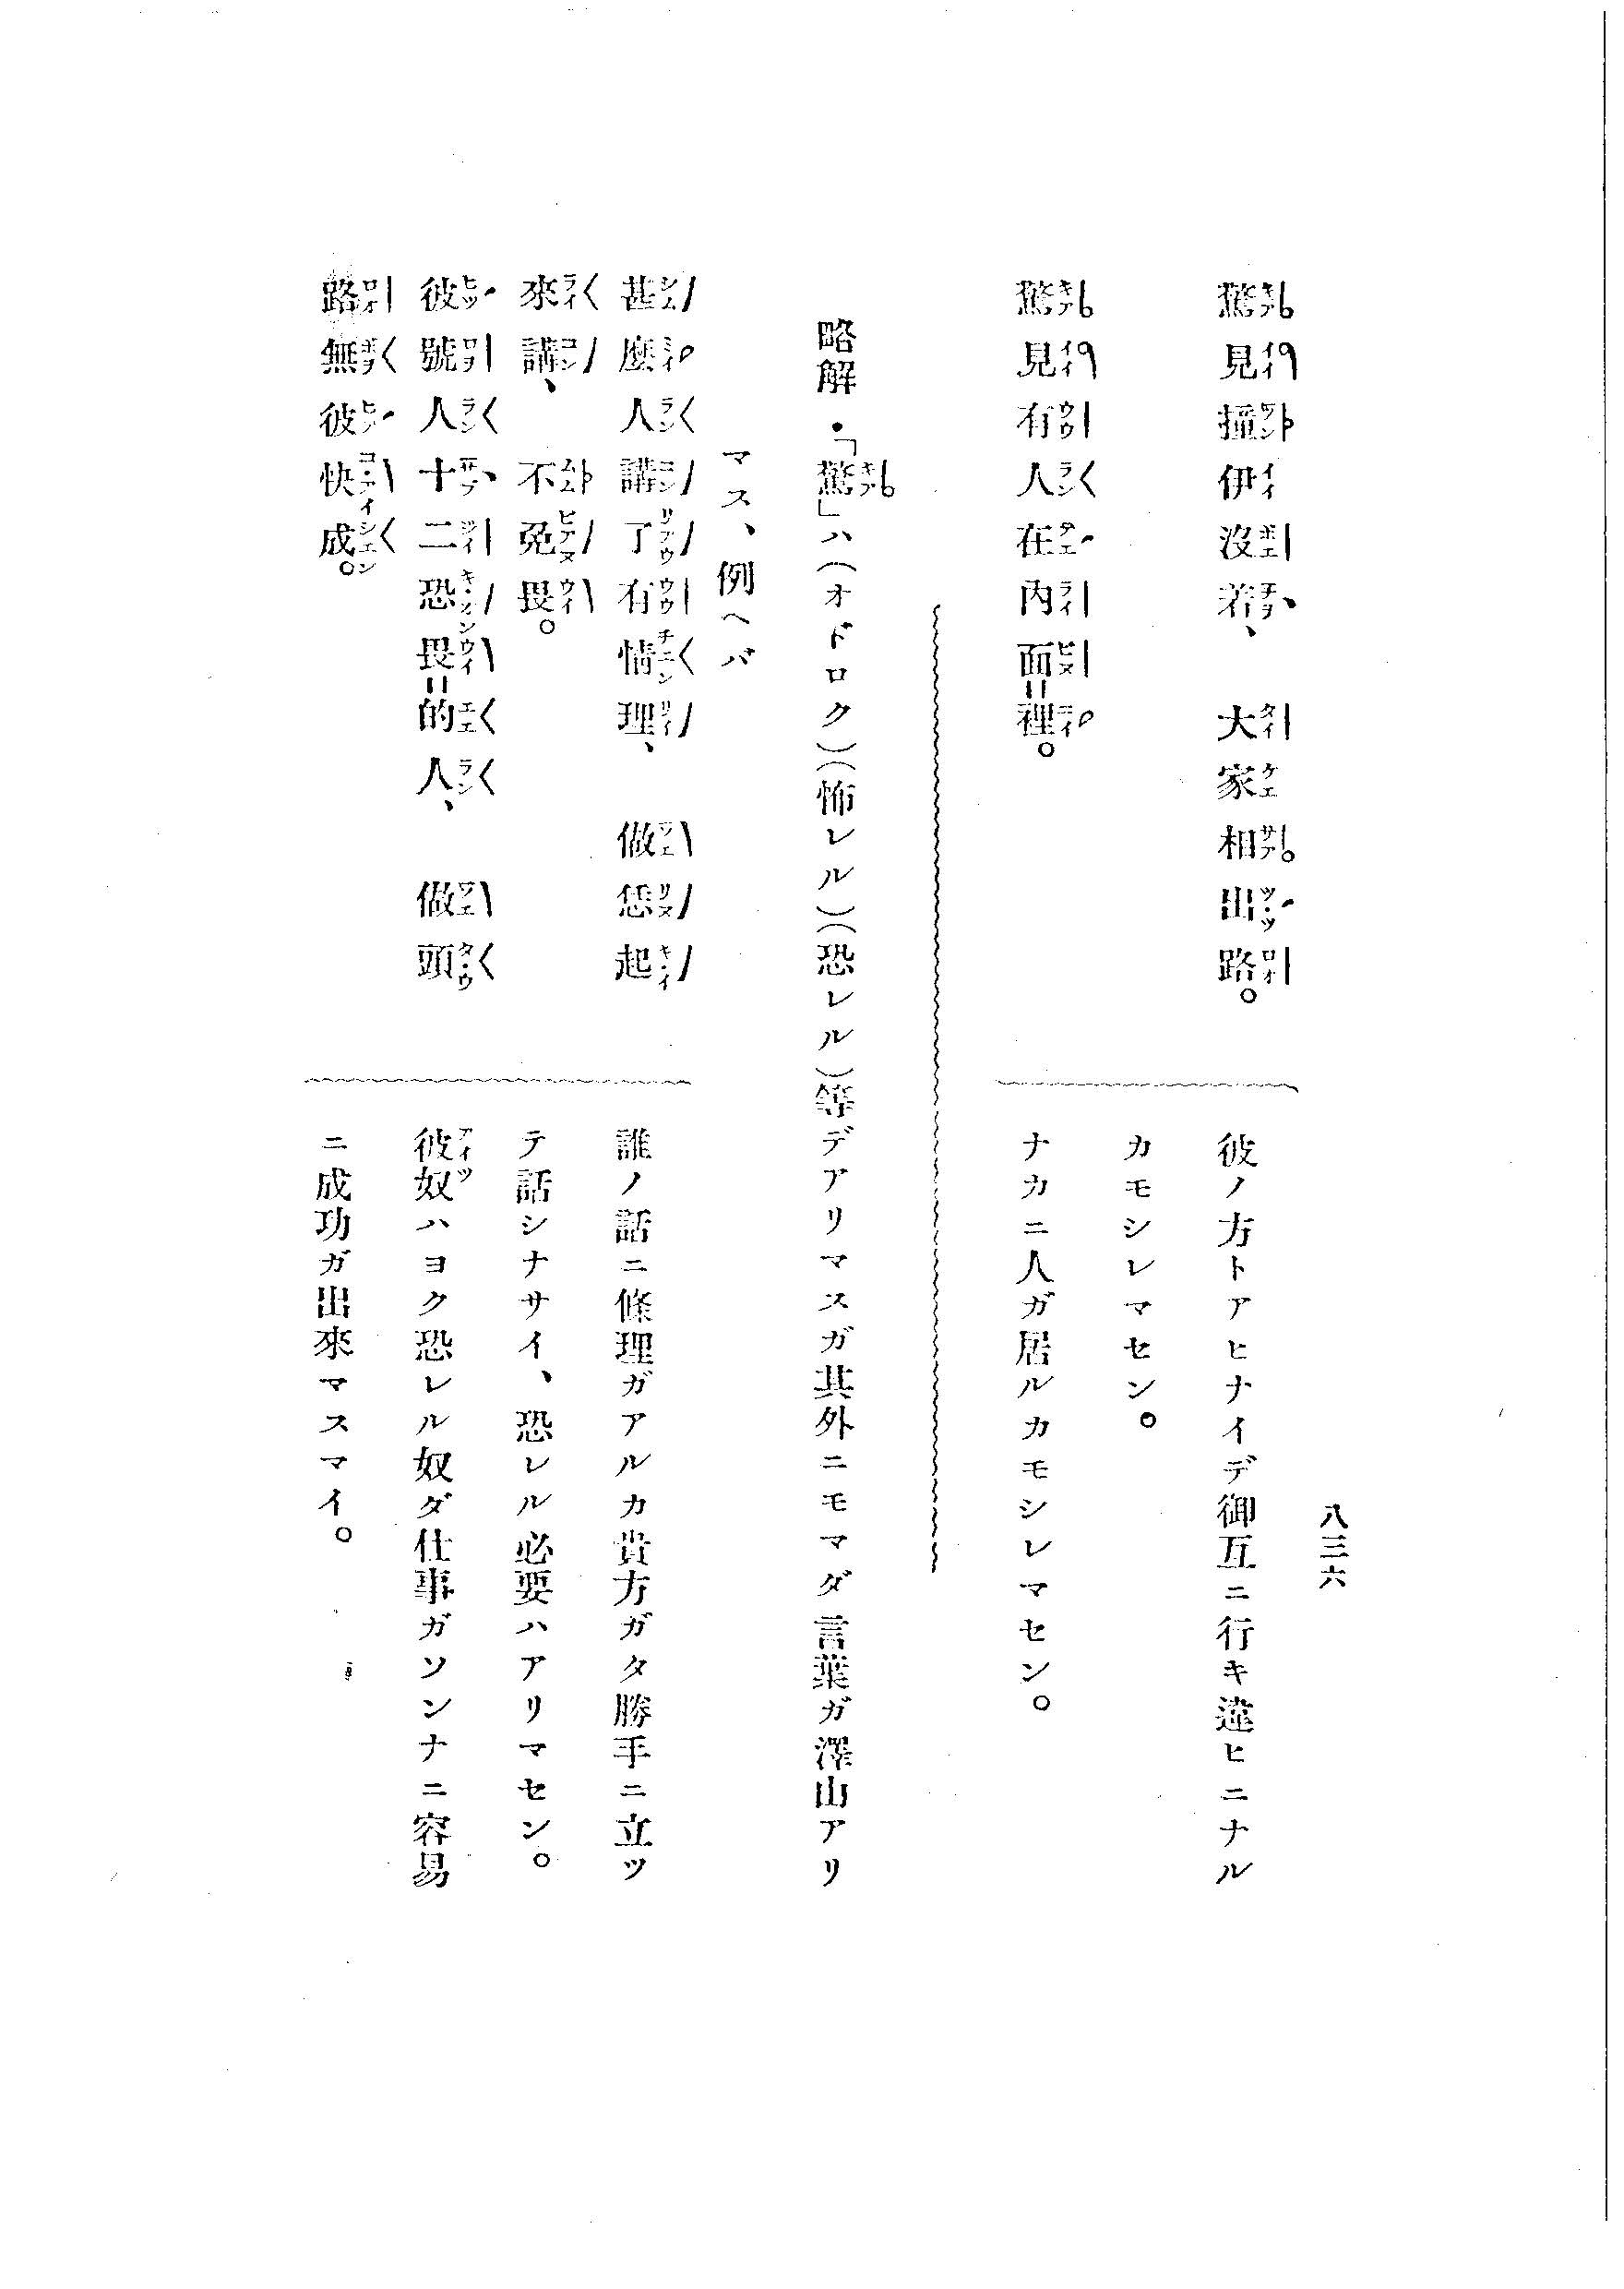 八三六
驚見撞伊沒若、大家相出路。
彼ノ方トアヒナイデ御互ニ行キ違ヒニナル
カモシレマセン。
驚見有人在內面裡。
ナカニ人ガ居ルカモシレマセン。
略解・「驚」ハ(オドロク)(怖レル)(恐レル)等デアリマスガ其外ニモマダ言葉ガ澤山アリ
マス、例ヘバ
甚麼人講了有情理、做恁起
來講、不免畏。
誰ノ話ニ條理ガアルカ貴方ガタ勝手ニ立ツ
テ話シナサイ、恐レル必要ハアリマセン。
彼號人十二恐畏=的人、做頭
路無彼快成。
彼奴ハヨク恐レル奴ダ仕事ガソンナニ容易
ニ成功ガ出來マスマイ。